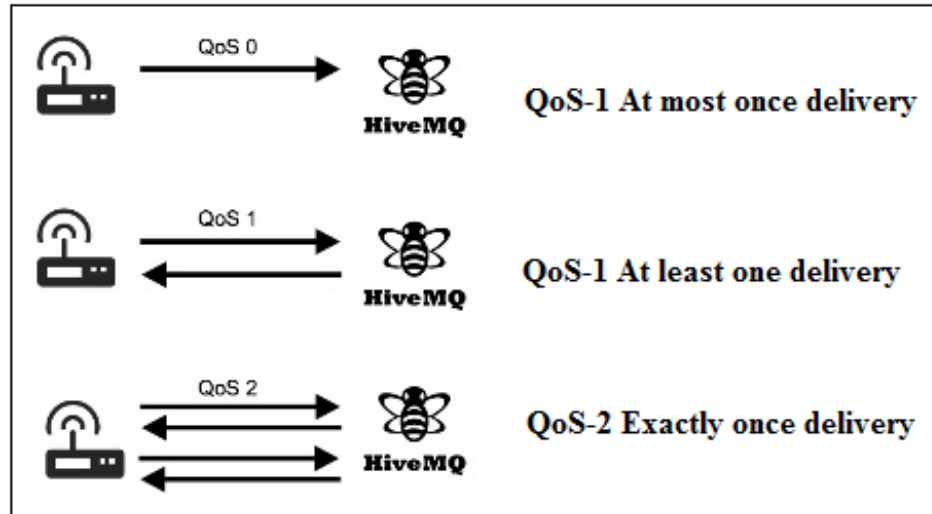 QoS 0
HiveMQ
QoS-1 At most once delivery
QoS 1
HiveMQ
QoS-1 At least one delivery
QoS 2
HiveMQ
QoS-2 Exactly once delivery